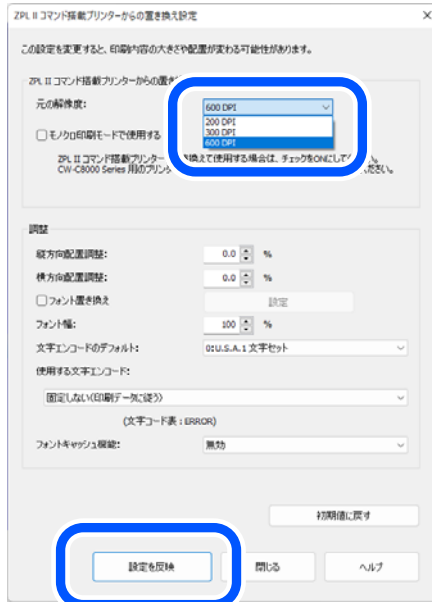 ZPL II コマンド搭載プリンターからの置き換え設定
この設定を変更すると、印刷内容の大きさや配置が変わる可能性があります。
ZPL II コマンド搭載プリンターからの置き
元の解像度:
600 DPI
200 DPI
300 DPI
600 DPI
モノクロ印刷モードで使用する
ZPL II コマンド搭載プリンター き換えて使用する場合は、チェックをONにして
CW-C8000 Series 用のプリン ださい。
調整
縦方向配置調整: 0.0 %
横方向配置調整: 0.0 %
フォント置き換え 設定
フォント幅: 100 %
文字エンコードのデフォルト: 0:U.S.A.1 文字セット
使用する文字エンコード:
固定しない(印刷データに従う)
(文字コード表 : ERROR)
フォントキャッシュ機能: 無効
初期値に戻す
設定を反映 閉じる ヘルプ